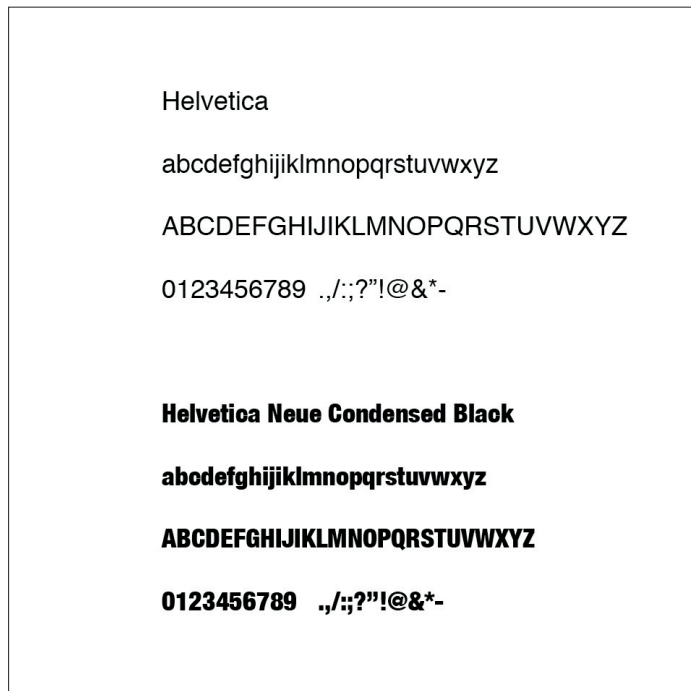 Helvetica
abcdefghijiklmnopqrstuvwxyz
ABCDEFGHIJIKLMNOPQRSTUVWXYZ
0123456789 .,/:;?”!@&*-
Helvetica Neue Condensed Black
abcdefghijiklmnopqrstuvwxyz
ABCDEFGHIJIKLMNOPQRSTUVWXYZ
0123456789 .,/:;?”!@&*-